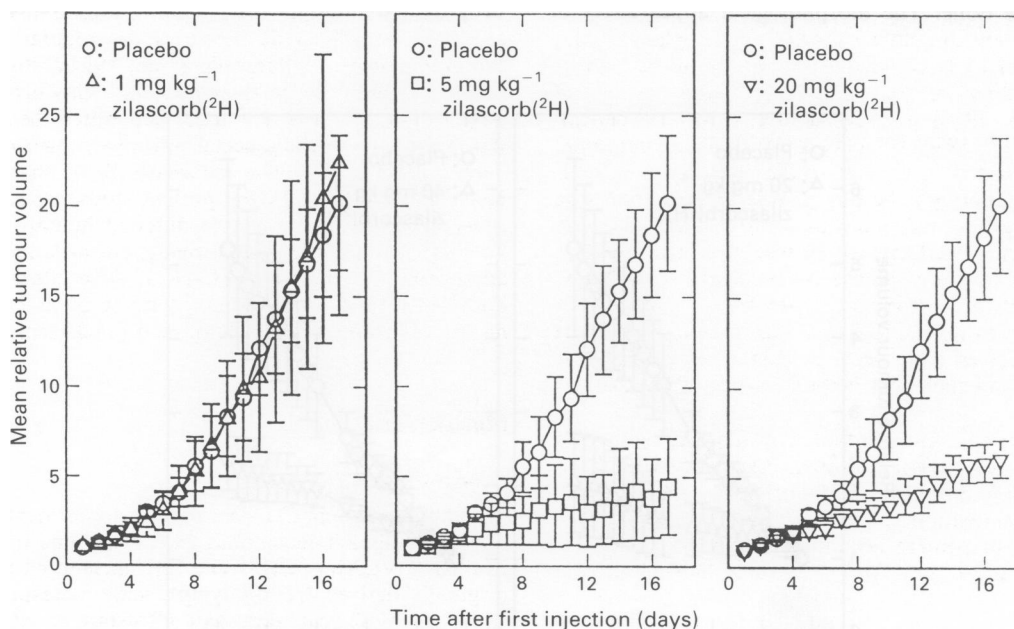 ○: Placebo
△: 1 mg kg⁻¹
zilascorb(²H)
○: Placebo
□: 5 mg kg⁻¹
zilascorb(²H)
○: Placebo
▽: 20 mg kg⁻¹
zilascorb(²H)
Mean relative tumour volume
25
20
15
10
5
0
0 4 8 12 16
0 4 8 12 16
0 4 8 12 16
Time after first injection (days)